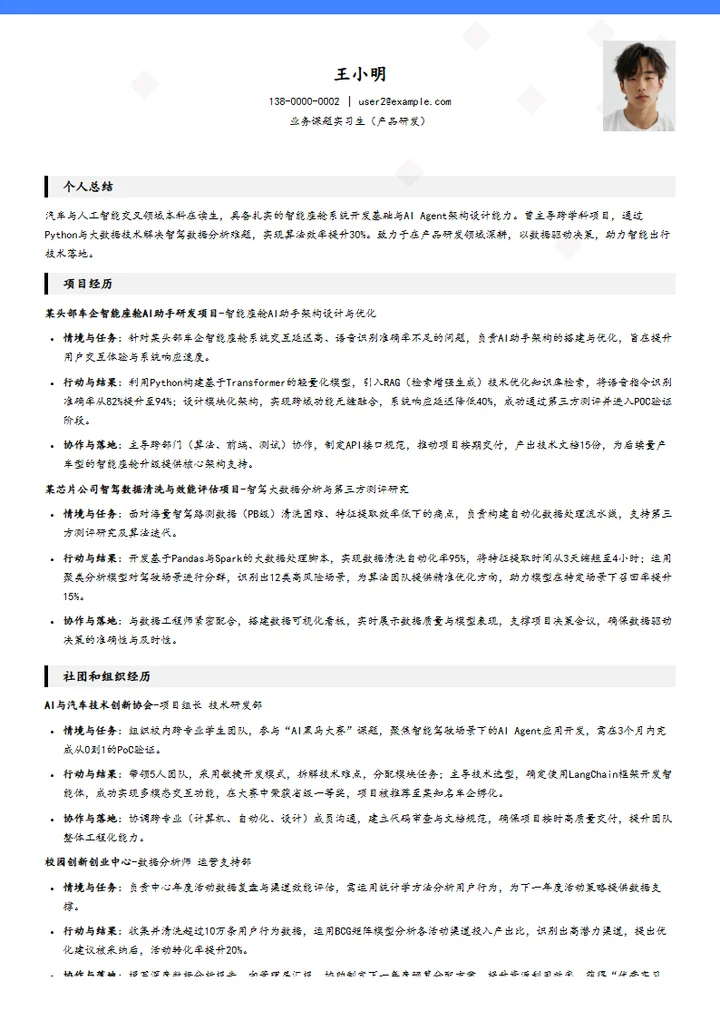 王小明
138-0000-0002 | user2@example.com
业务课题实习生（产品研发）
个人总结
汽车与人工智能交叉领域本科在读生，具备扎实的智能座舱系统开发基础与AI Agent架构设计能力。曾主导跨学科项目，通过
Python与大数据技术解决智驾数据分析难题，实现算法效率提升30%。致力于在产品研发领域深耕，以数据驱动决策，助力智能出行
技术落地。
项目经历
某头部车企智能座舱AI助手研发项目-智能座舱AI助手架构设计与优化
• 情境与任务：针对某头部车企智能座舱系统交互延迟高、语音识别准确率不足的问题，负责AI助手架构的搭建与优化，旨在提升
用户交互体验与系统响应速度。
• 行动与结果：利用Python构建基于Transformer的轻量化模型，引入RAG（检索增强生成）技术优化知识库检索，将语音指令识别
准确率从82%提升至94%；设计模块化架构，实现跨域功能无缝融合，系统响应延迟降低40%，成功通过第三方测评并进入POC验证
阶段。
• 协作与落地：主导跨部门（算法、前端、测试）协作，制定API接口规范，推动项目按期交付，产出技术文档15份，为后续量产
车型的智能座舱升级提供核心架构支持。
某芯片公司智驾数据清洗与效能评估项目-智驾大数据分析与第三方测评研究
• 情境与任务：面对海量智驾路测数据（PB级）清洗困难、特征提取效率低下的痛点，负责构建自动化数据处理流水线，支持第三
方测评研究及算法迭代。
• 行动与结果：开发基于Pandas与Spark的大数据处理脚本，实现数据清洗自动化率95%，将特征提取时间从3天缩短至4小时；运用
聚类分析模型对驾驶场景进行分群，识别出12类高风险场景，为算法团队提供精准优化方向，助力模型在特定场景下召回率提升
15%。
• 协作与落地：与数据工程师紧密配合，搭建数据可视化看板，实时展示数据质量与模型表现，支撑项目决策会议，确保数据驱动
决策的准确性与及时性。
社团和组织经历
AI与汽车技术创新协会-项目组长 技术研发部
• 情境与任务：组织校内跨专业学生团队，参与“AI黑马大赛”课题，聚焦智能驾驶场景下的AI Agent应用开发，需在3个月内完
成从0到1的PoC验证。
• 行动与结果：带领5人团队，采用敏捷开发模式，拆解技术难点，分配模块任务；主导技术选型，确定使用LangChain框架开发智
能体，成功实现多模态交互功能，在大赛中荣获省级一等奖，项目被推荐至某知名车企孵化。
• 协作与落地：协调跨专业（计算机、自动化、设计）成员沟通，建立代码审查与文档规范，确保项目按时高质量交付，提升团队
整体工程化能力。
校园创新创业中心-数据分析师 运营支持部
• 情境与任务：负责中心年度活动数据复盘与渠道效能评估，需运用统计学方法分析用户行为，为下一年度活动策略提供数据支
撑。
• 行动与结果：收集并清洗超过10万条用户行为数据，运用BCG矩阵模型分析各活动渠道投入产出比，识别出高潜力渠道，提出优
化建议被采纳后，活动转化率提升20%。
• 协作与落地：